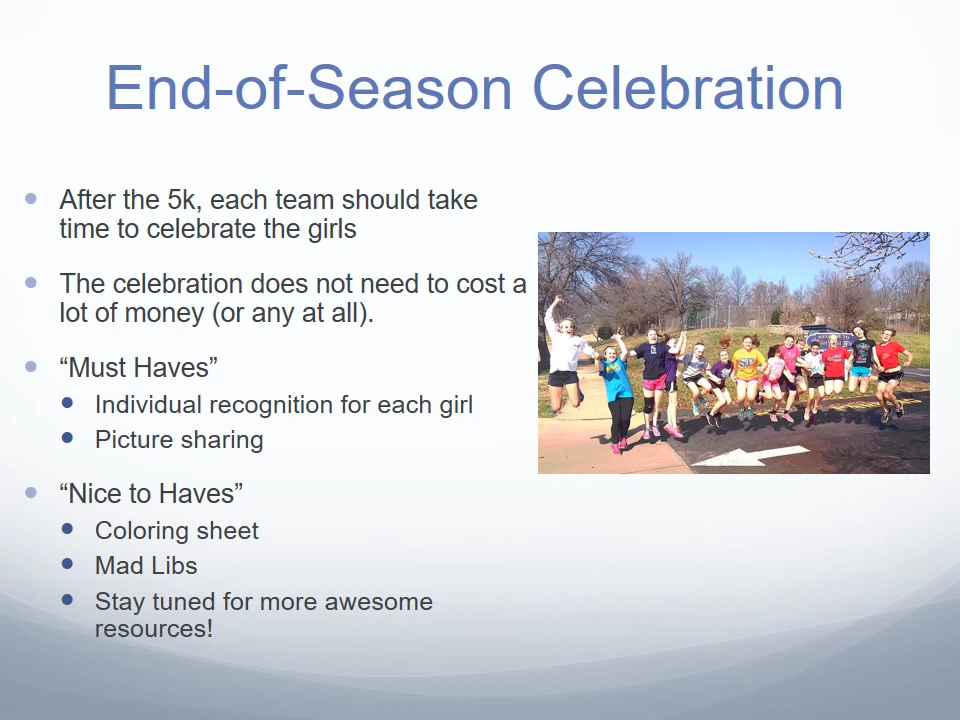 End-of-Season Celebration
After the 5k, each team should take
time to celebrate the girls
The celebration does not need to cost a
lot of money (or any at all).
“Must Haves”
Individual recognition for each girl
Picture sharing
“Nice to Haves”
Coloring sheet
Mad Libs
Stay tuned for more awesome
resources!